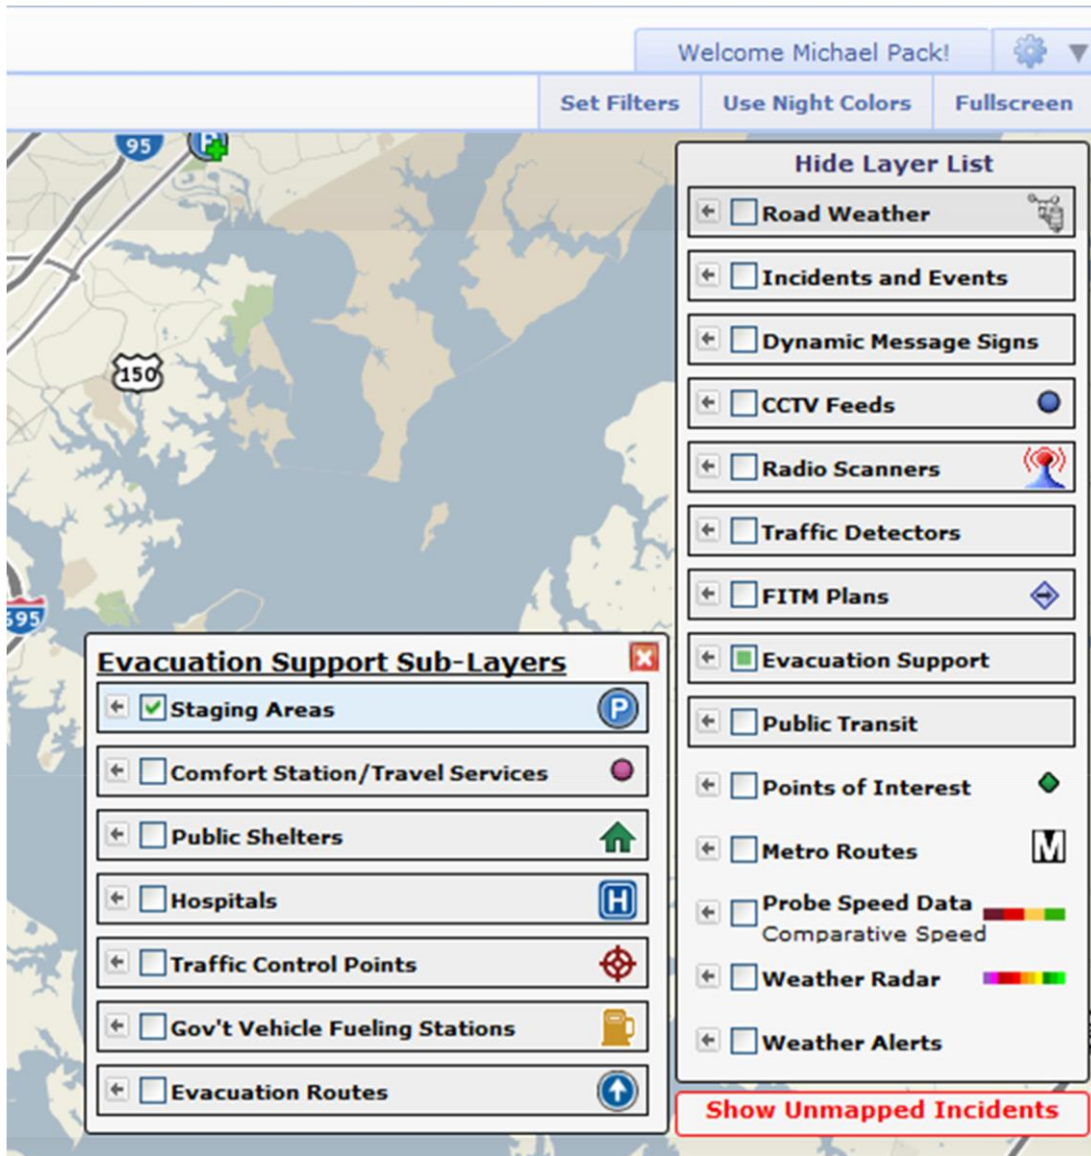 Welcome Michael Pack!
Set Filters Use Night Colors Fullscreen
95
P
150
695
Hide Layer List
Road Weather
Incidents and Events
Dynamic Message Signs
CCTV Feeds
Radio Scanners
Traffic Detectors
FITM Plans
Evacuation Support
Public Transit
Points of Interest
Metro Routes
M
Probe Speed Data
Comparative Speed
Weather Radar
Weather Alerts
Show Unmapped Incidents
Evacuation Support Sub-Layers
Staging Areas
P
Comfort Station/Travel Services
Public Shelters
Hospitals
H
Traffic Control Points
Gov't Vehicle Fueling Stations
Evacuation Routes